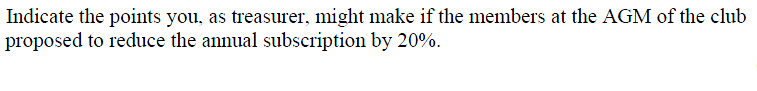 Indicate the points you, as treasurer, might make if the members at the AGM of the club
proposed to reduce the annual subscription by 20%.